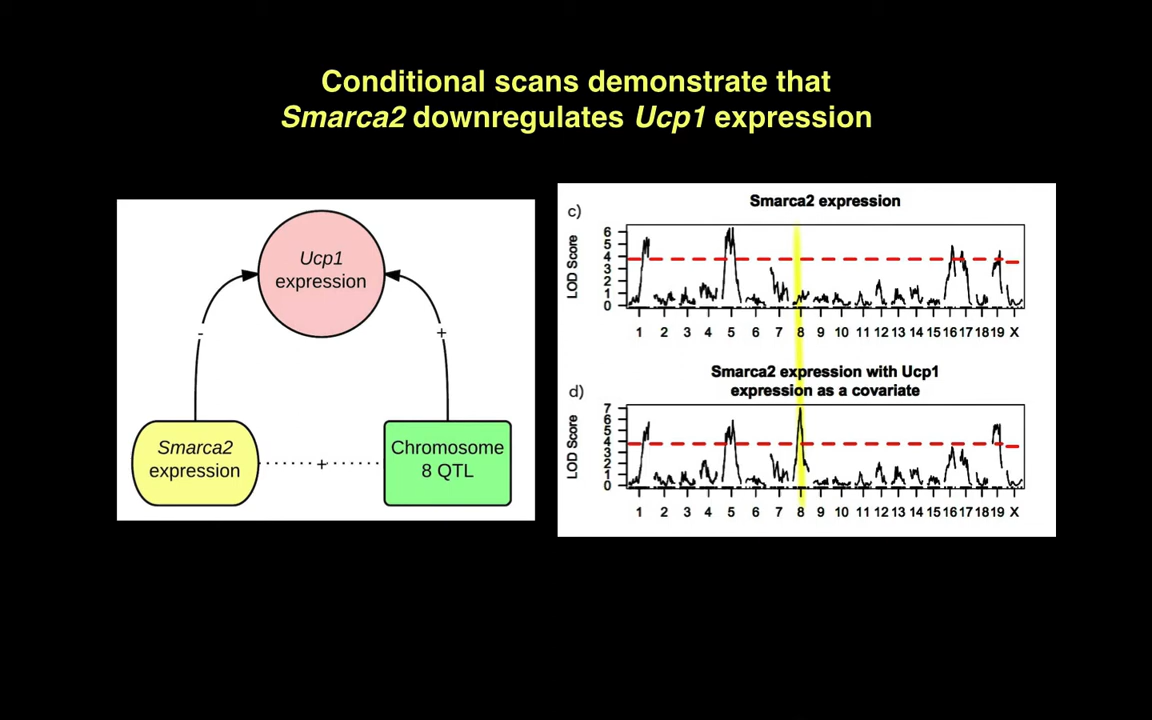 Conditional scans demonstrate that
Smarca2 downregulates Ucp1 expression
Ucp1
expression
-
+
Smarca2
expression
+
Chromosome
8 QTL
c)
Smarca2 expression
LOD Score
6
5
4
3
2
1
0
1 2 3 4 5 6 7 8 9 10 11 12 13 14 15 16 17 18 19 X
d)
Smarca2 expression with Ucp1
expression as a covariate
LOD Score
7
6
5
4
3
2
1
0
1 2 3 4 5 6 7 8 9 10 11 12 13 14 15 16 17 18 19 X